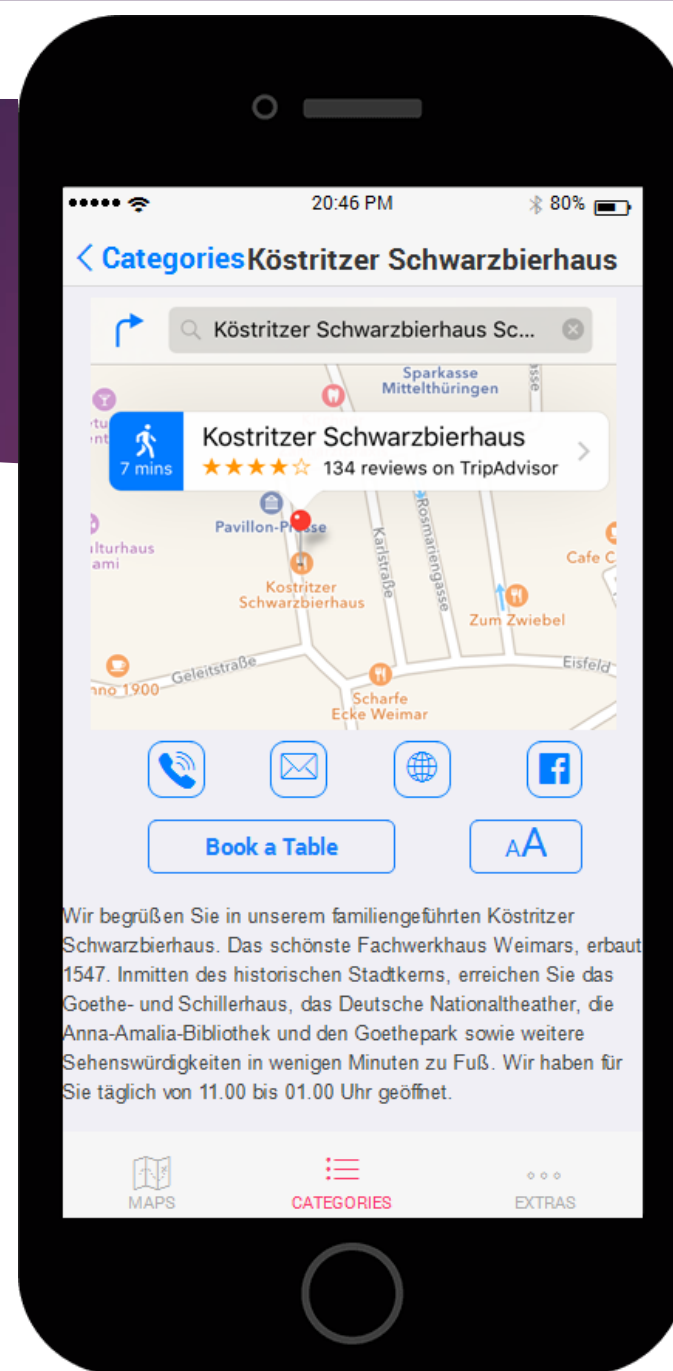 20:46 PM
80%
Categories Köstritzer Schwarzbierhaus
Köstritzer Schwarzbierhaus Sc...
Sparkasse
Mittelthüringen
Kostritzer Schwarzbierhaus
7 mins
134 reviews on TripAdvisor
Rosmariengasse
Karlstraße
Cafe C
Kostritzer
Schwarzbierhaus
Zum Zwiebel
Geleitstraße
Eisfeld
Scharfe
Ecke Weimar
Book a Table
AA
Wir begrüßen Sie in unserem familiengeführten Köstritzer
Schwarzbierhaus. Das schönste Fachwerkhaus Weimars, erbaut
1547. Inmitten des historischen Stadtkerns, erreichen Sie das
Goethe- und Schillerhaus, das Deutsche Nationaltheather, die
Anna-Amalia-Bibliothek und den Goethepark sowie weitere
Sehenswürdigkeiten in wenigen Minuten zu Fuß. Wir haben für
Sie täglich von 11.00 bis 01.00 Uhr geöffnet.
MAPS
CATEGORIES
EXTRAS